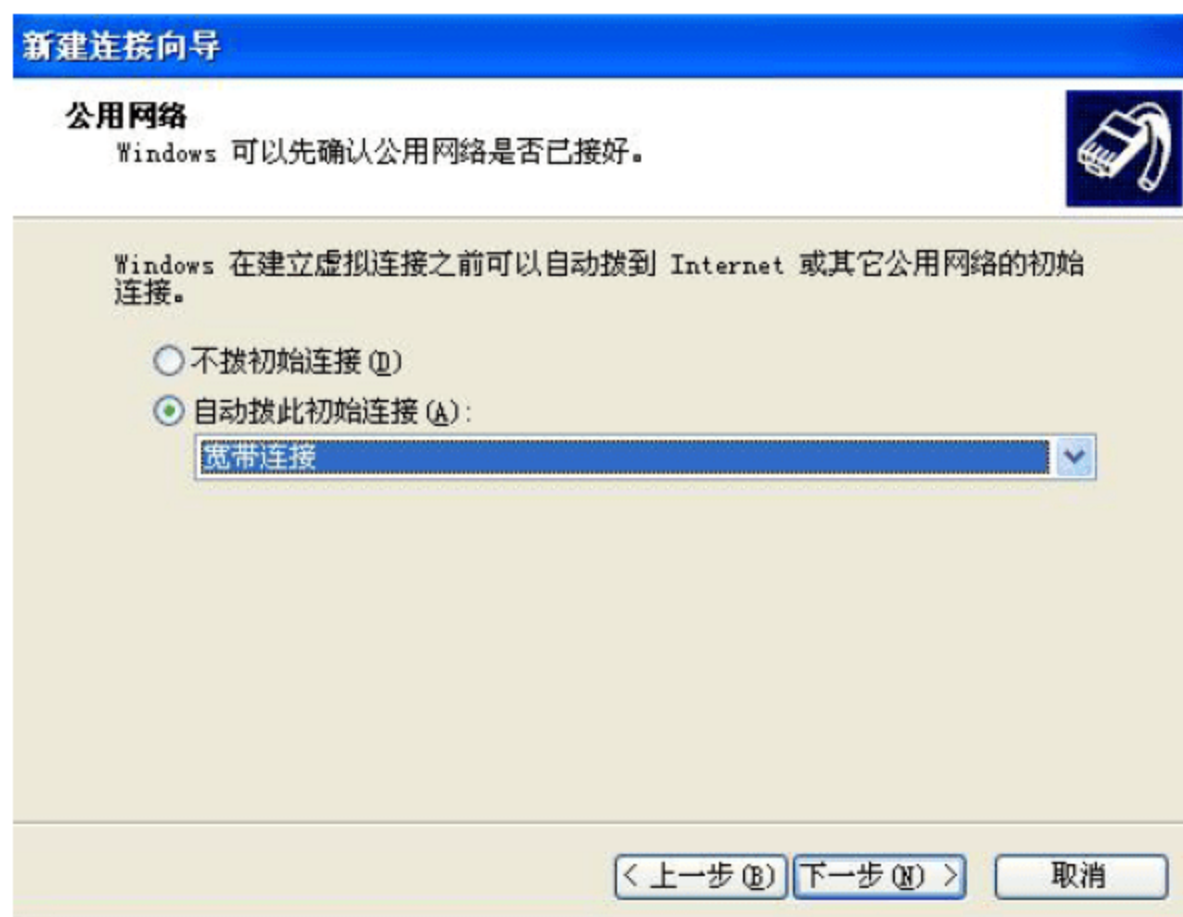 新建连接向导
公用网络
Windows 可以先确认公用网络是否已接好。
Windows 在建立虚拟连接之前可以自动拨到 Internet 或其它公用网络的初始
连接。
不拨初始连接(D)
自动拨此初始连接(A):
宽带连接
< 上一步(B) 下一步(N) > 取消